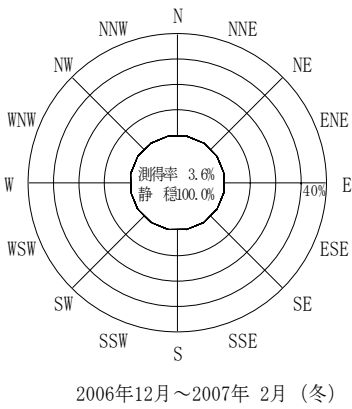 N
NNW NNE
NW NE
WNW ENE
測得率 3.6%
静 穏100.0%
W 40% E
WSW ESE
SW SE
SSW SSE
S
2006年12月～2007年 2月 (冬)